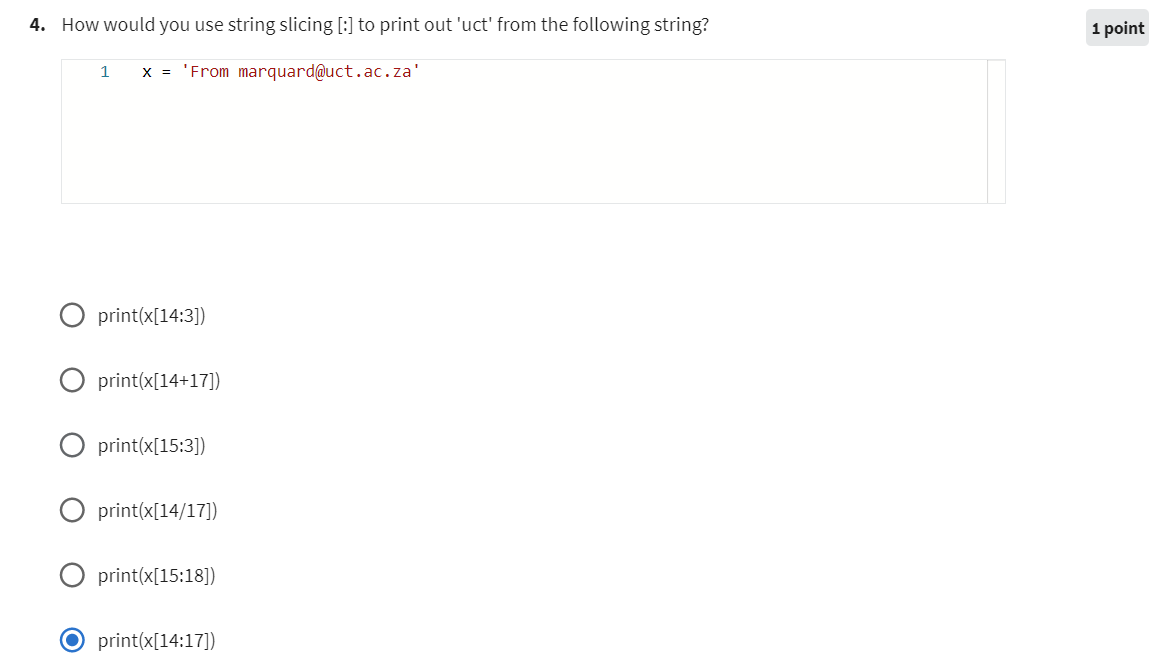 4. How would you use string slicing [:] to print out 'uct' from the following string?
1 point
1 x = 'From marquard@uct.ac.za'
print(x[14:3])
print(x[14+17])
print(x[15:3])
print(x[14/17])
print(x[15:18])
print(x[14:17])